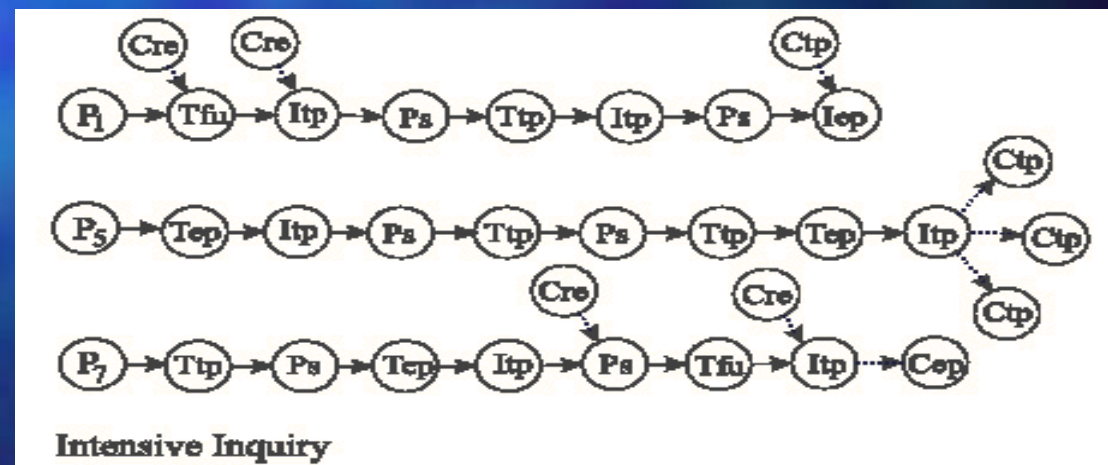 Cre Cre Ctp
P1 Tfu Itp Ps Ttp Itp Ps Iep
Ctp
P5 Tep Itp Ps Ttp Ps Ttp Tep Itp Ctp
Cre Cre Ctp
P7 Ttp Ps Tep Itp Ps Tfu Itp Cep
Intensive Inquiry